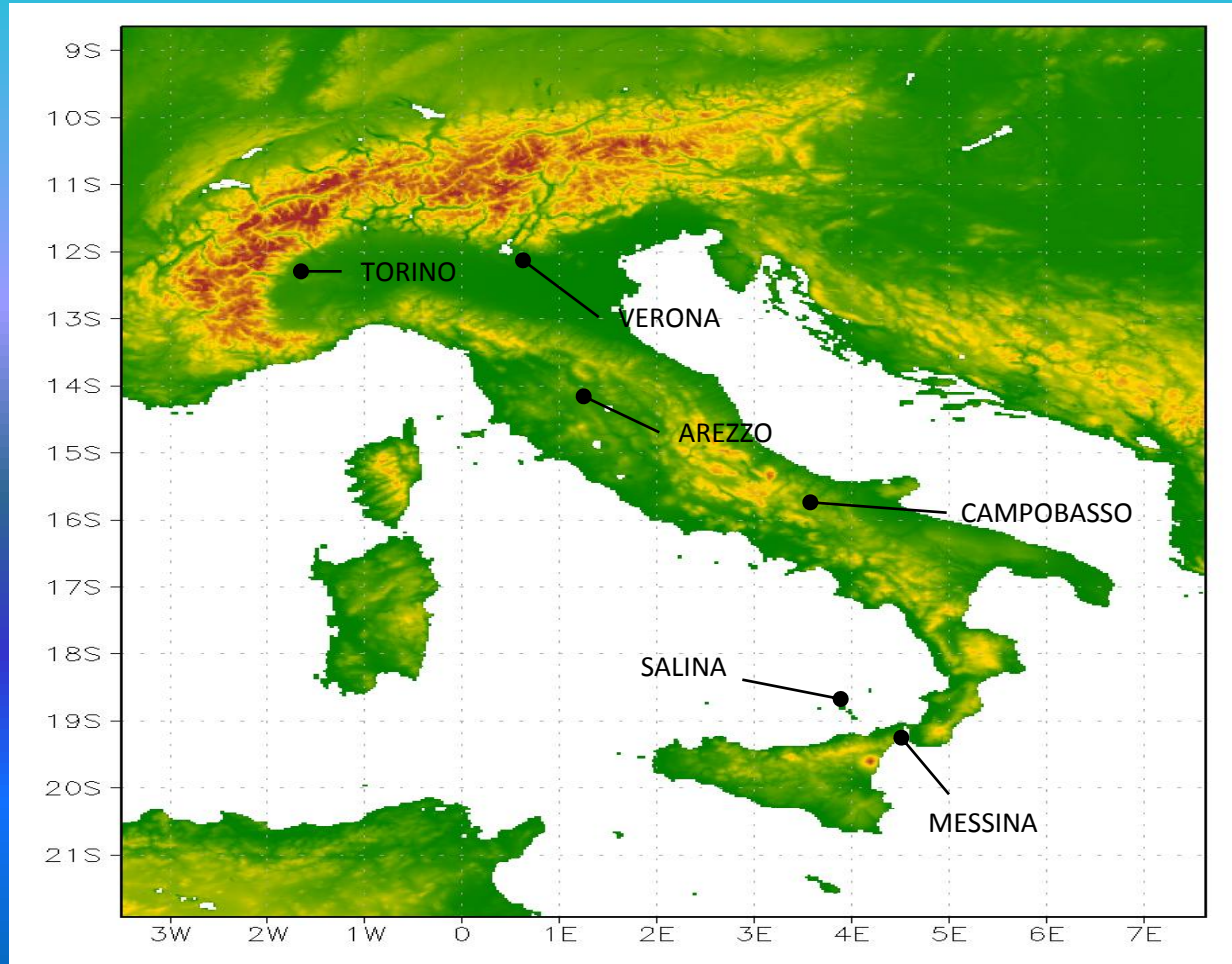 9S
10S
11S
12S
TORINO
13S
VERONA
14S
AREZZO
15S
16S
CAMPOBASSO
17S
18S
SALINA
19S
20S
MESSINA
21S
3W 2W 1W 0 1E 2E 3E 4E 5E 6E 7E